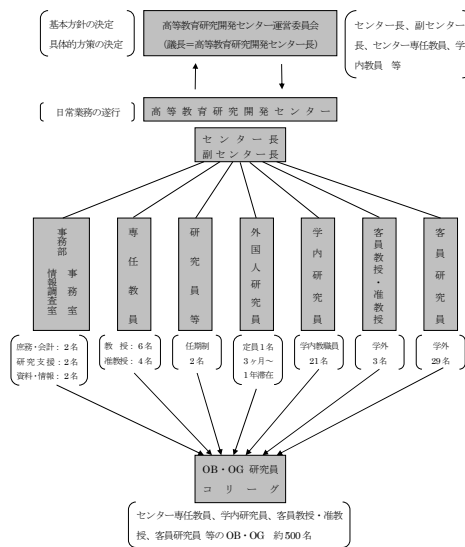 基本方針の決定
具体的方策の決定
高等教育研究開発センター運営委員会
(議長＝高等教育研究開発センター長)
センター長、副センター
長、センター専任教員、学
内教員 等
日常業務の遂行
高等教育研究開発センター
センター長
副センター長
事務部
事務室
情報調査室
専任教員
研究員等
外国人研究員
学内研究員
客員教授・准教授
客員研究員
庶務・会計：2名
研究支援：2名
資料・情報：2名
教 授：6名
准教授：4名
任期制
2名
定員1名
3ヶ月～
1年滞在
学内教職員
21名
学外
3名
学外
29名
OB・OG 研究員
コリーグ
センター専任教員、学内研究員、客員教授・准教
授、客員研究員 等のOB・OG 約500名